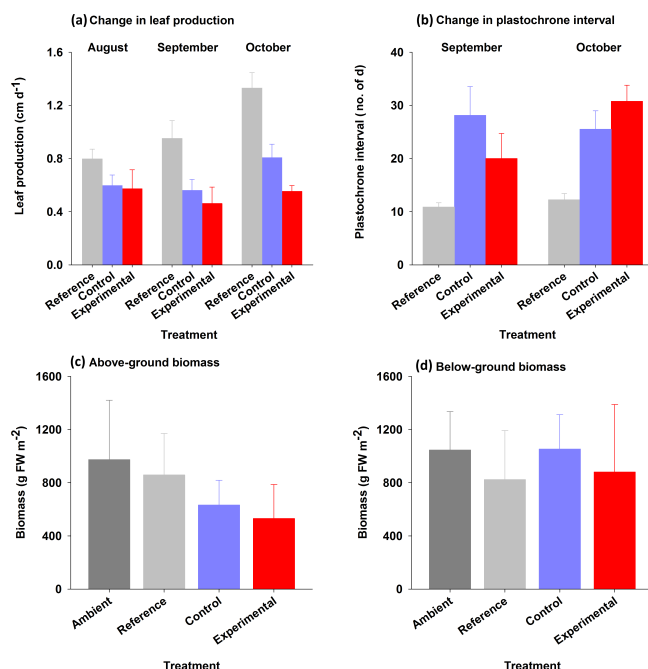 (a) Change in leaf production
August September October
Leaf production (cm d-1)
1.6
1.2
0.8
0.4
0.0
Reference Control Experimental Reference Control Experimental Reference Control Experimental
Treatment
(b) Change in plastochrone interval
September October
Plastochrone interval ( no. of d)
40
30
20
10
0
Reference Control Experimental Reference Control Experimental
Treatment
(c) Above-ground biomass
Biomass (g FW m-2)
1600
1200
800
400
0
Ambient Reference Control Experimental
Treatment
(d) Below-ground biomass
Biomass (g FW m-2)
1600
1200
800
400
0
Ambient Reference Control Experimental
Treatment